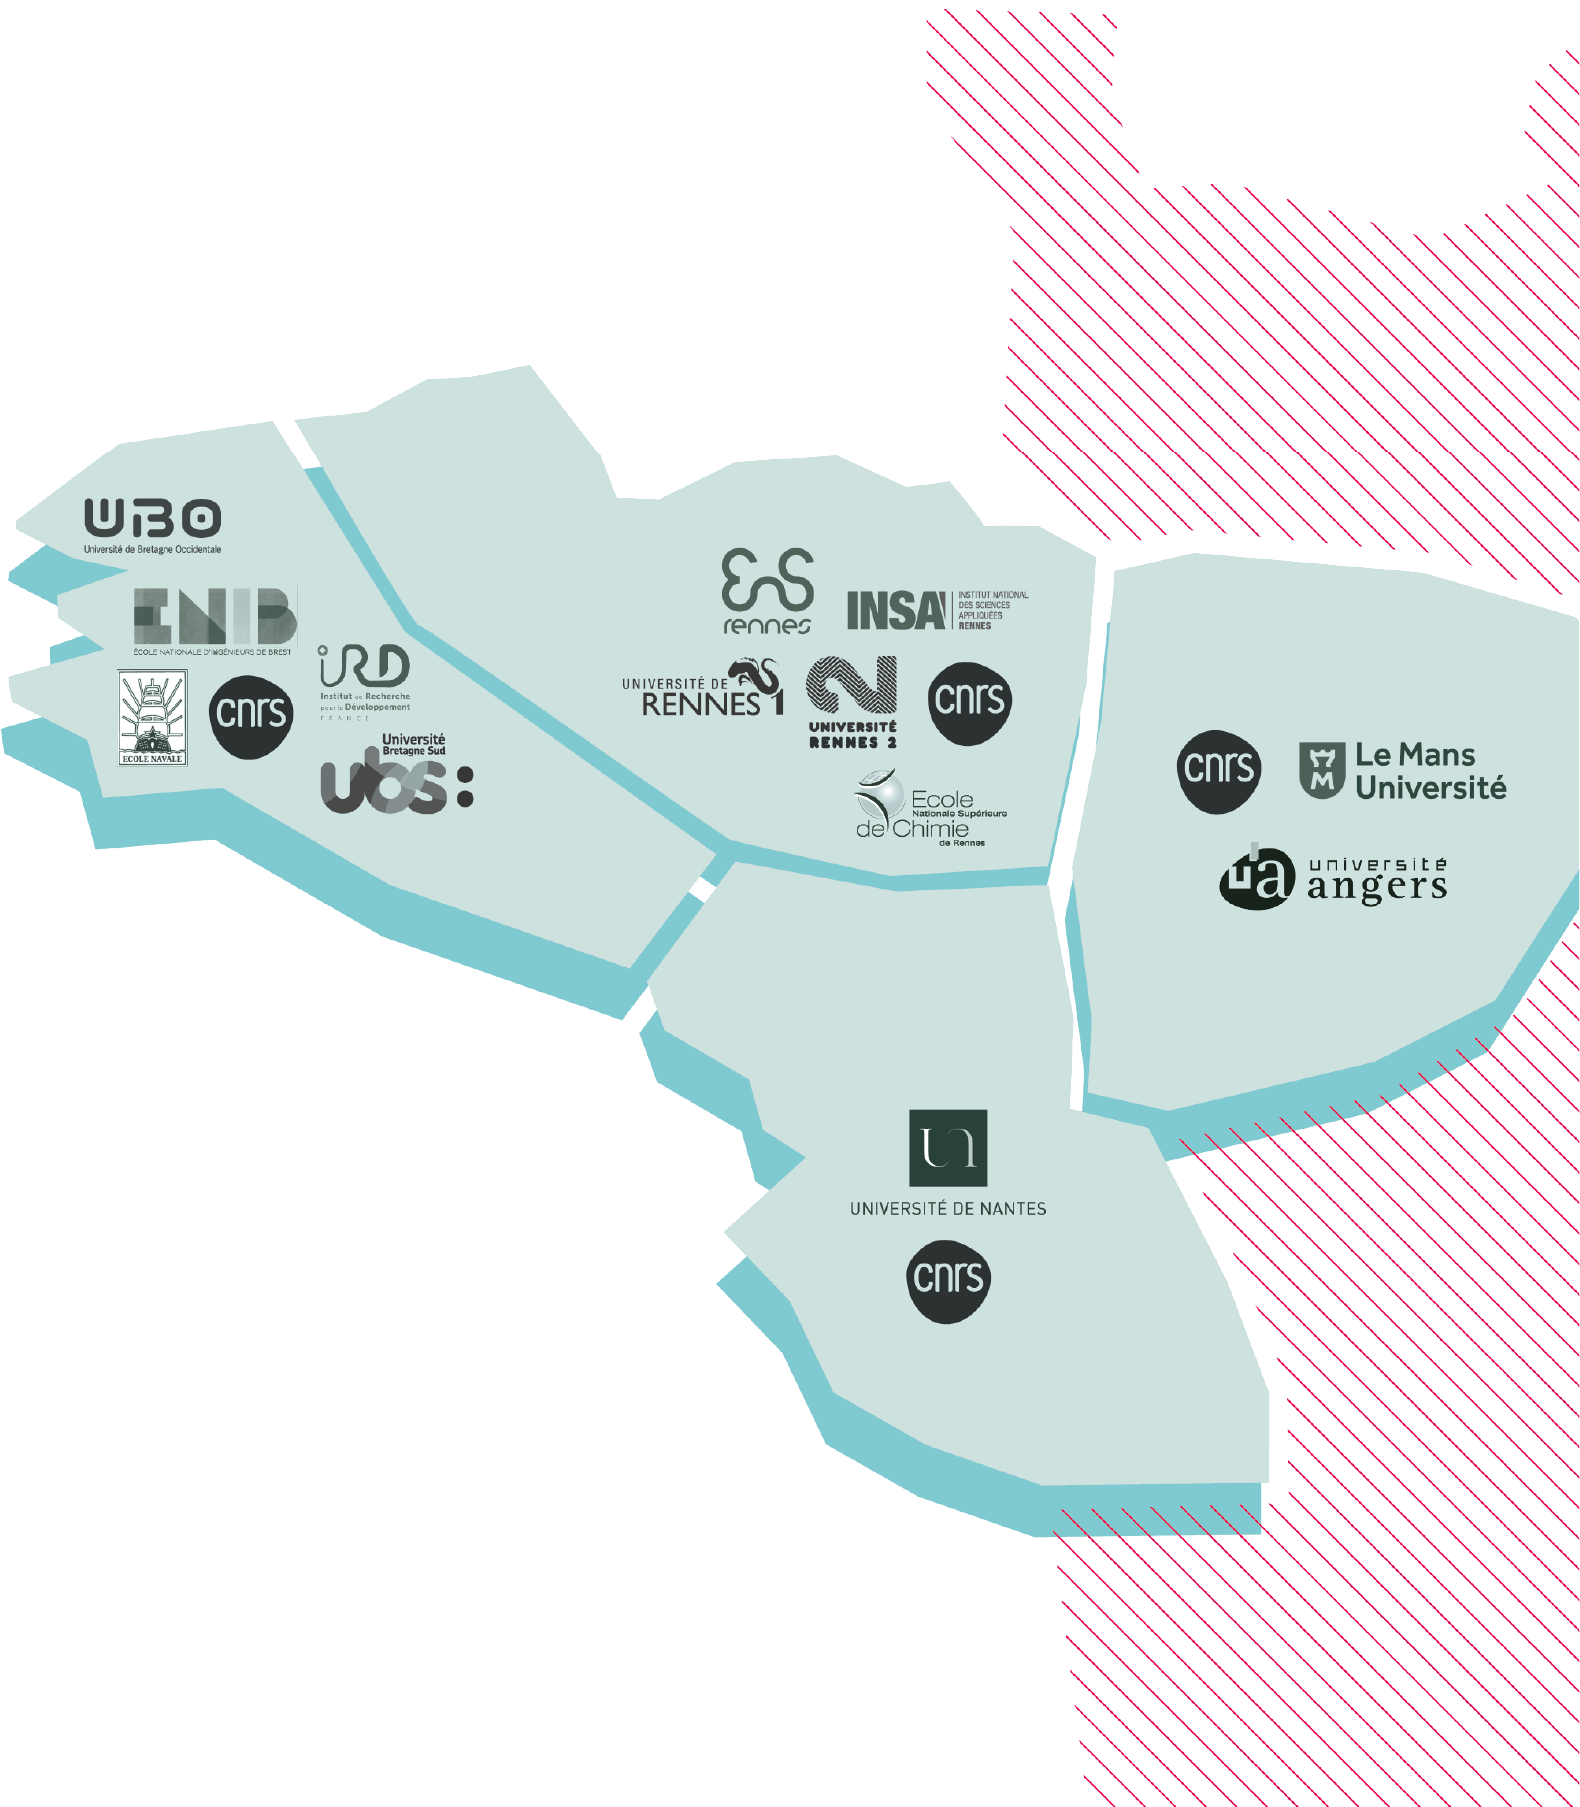 UBO
Université de Bretagne Occidentale
ENIB
ÉCOLE NATIONALE D'INGÉNIEURS DE BREST
IRD
Institut de Recherche
pour le Développement
FRANCE
ECOLE NAVALE
cnrs
Université
Bretagne Sud
ubs:
ENS
rennes
INSA
INSTITUT NATIONAL
DES SCIENCES
APPLIQUÉES
RENNES
UNIVERSITÉ DE
RENNES 1
2
UNIVERSITÉ
RENNES 2
cnrs
Ecole
Nationale Supérieure
de Chimie
de Rennes
cnrs
Le Mans
Université
ua
université
angers
un
UNIVERSITÉ DE NANTES
cnrs